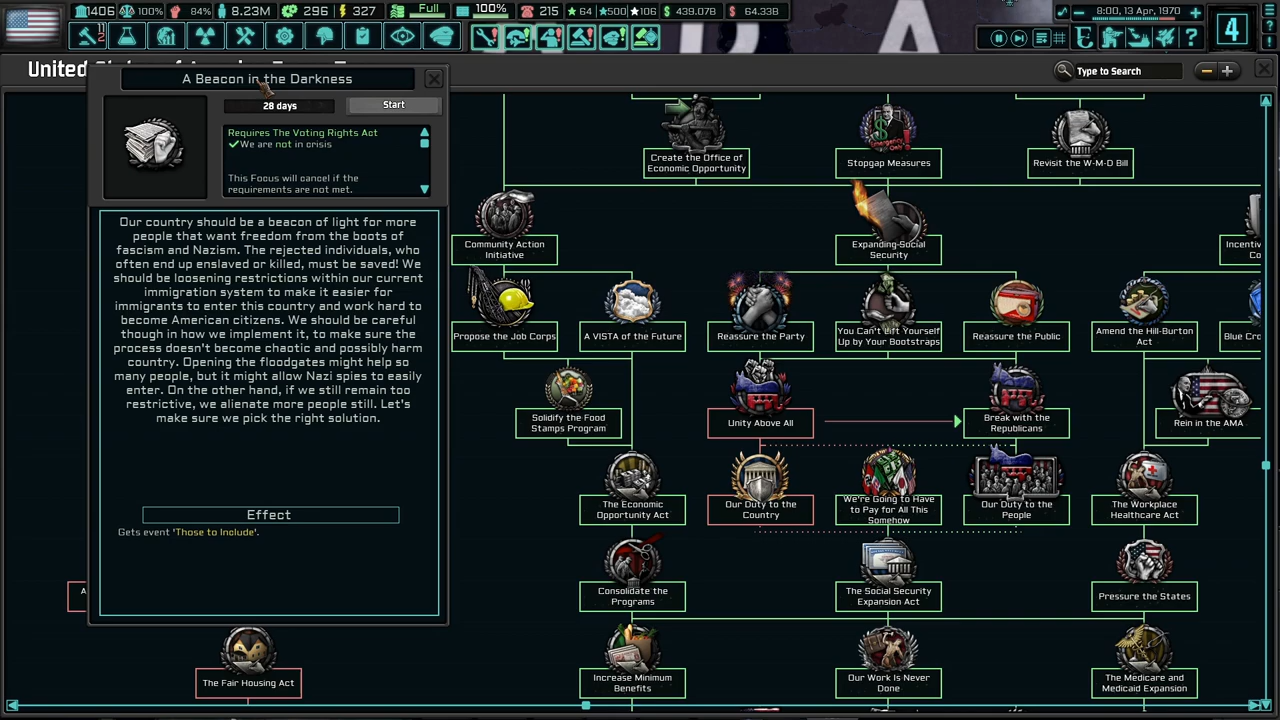 1406
100%
84%
8.23M
296
327
Full
100%
215
64
500
106
439.07B
64.33B
8:00, 13 Apr, 1970
4
United
A Beacon in the Darkness
Type to Search
28 days
Start
Requires The Voting Rights Act
We are not in crisis
This Focus will cancel if the
requirements are not met.
Our country should be a beacon of light for more
people that want freedom from the boots of
fascism and Nazism. The rejected individuals, who
often end up enslaved or killed, must be saved! We
should be loosening restrictions within our current
immigration system to make it easier for
immigrants to enter this country and work hard to
become American citizens. We should be careful
though in how we implement it, to make sure the
process doesn't become chaotic and possibly harm
country. Opening the floodgates might help so
many people, but it might allow Nazi spies to easily
enter. On the other hand, if we still remain too
restrictive, we alienate more people still. Let's
make sure we pick the right solution.
Effect
Gets event 'Those to Include'.
Create the Office of
Economic Opportunity
Stopgap Measures
Revisit the W-M-D Bill
Community Action
Initiative
Expanding Social
Security
Incentiv
Co
Propose the Job Corps
A VISTA of the Future
Reassure the Party
You Can't Lift Yourself
Up by Your Bootstraps
Reassure the Public
Amend the Hill-Burton
Act
Blue Cro
Solidify the Food
Stamps Program
Unity Above All
Break with the
Republicans
Rein in the AMA
The Economic
Opportunity Act
Our Duty to the
Country
We're Going to Have
to Pay for All This
Somehow
Our Duty to the
People
The Workplace
Healthcare Act
Consolidate the
Programs
The Social Security
Expansion Act
Pressure the States
The Fair Housing Act
Increase Minimum
Benefits
Our Work Is Never
Done
The Medicare and
Medicaid Expansion